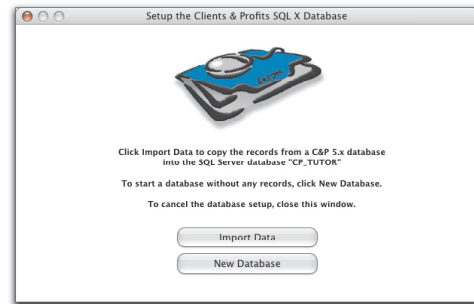 Setup the Clients & Profits SQL X Database
Click Import Data to copy the records from a C&P 5.x database
into the SQL Server database "CP_TUTOR"
To start a database without any records, click New Database.
To cancel the database setup, close this window.
Import Data
New Database